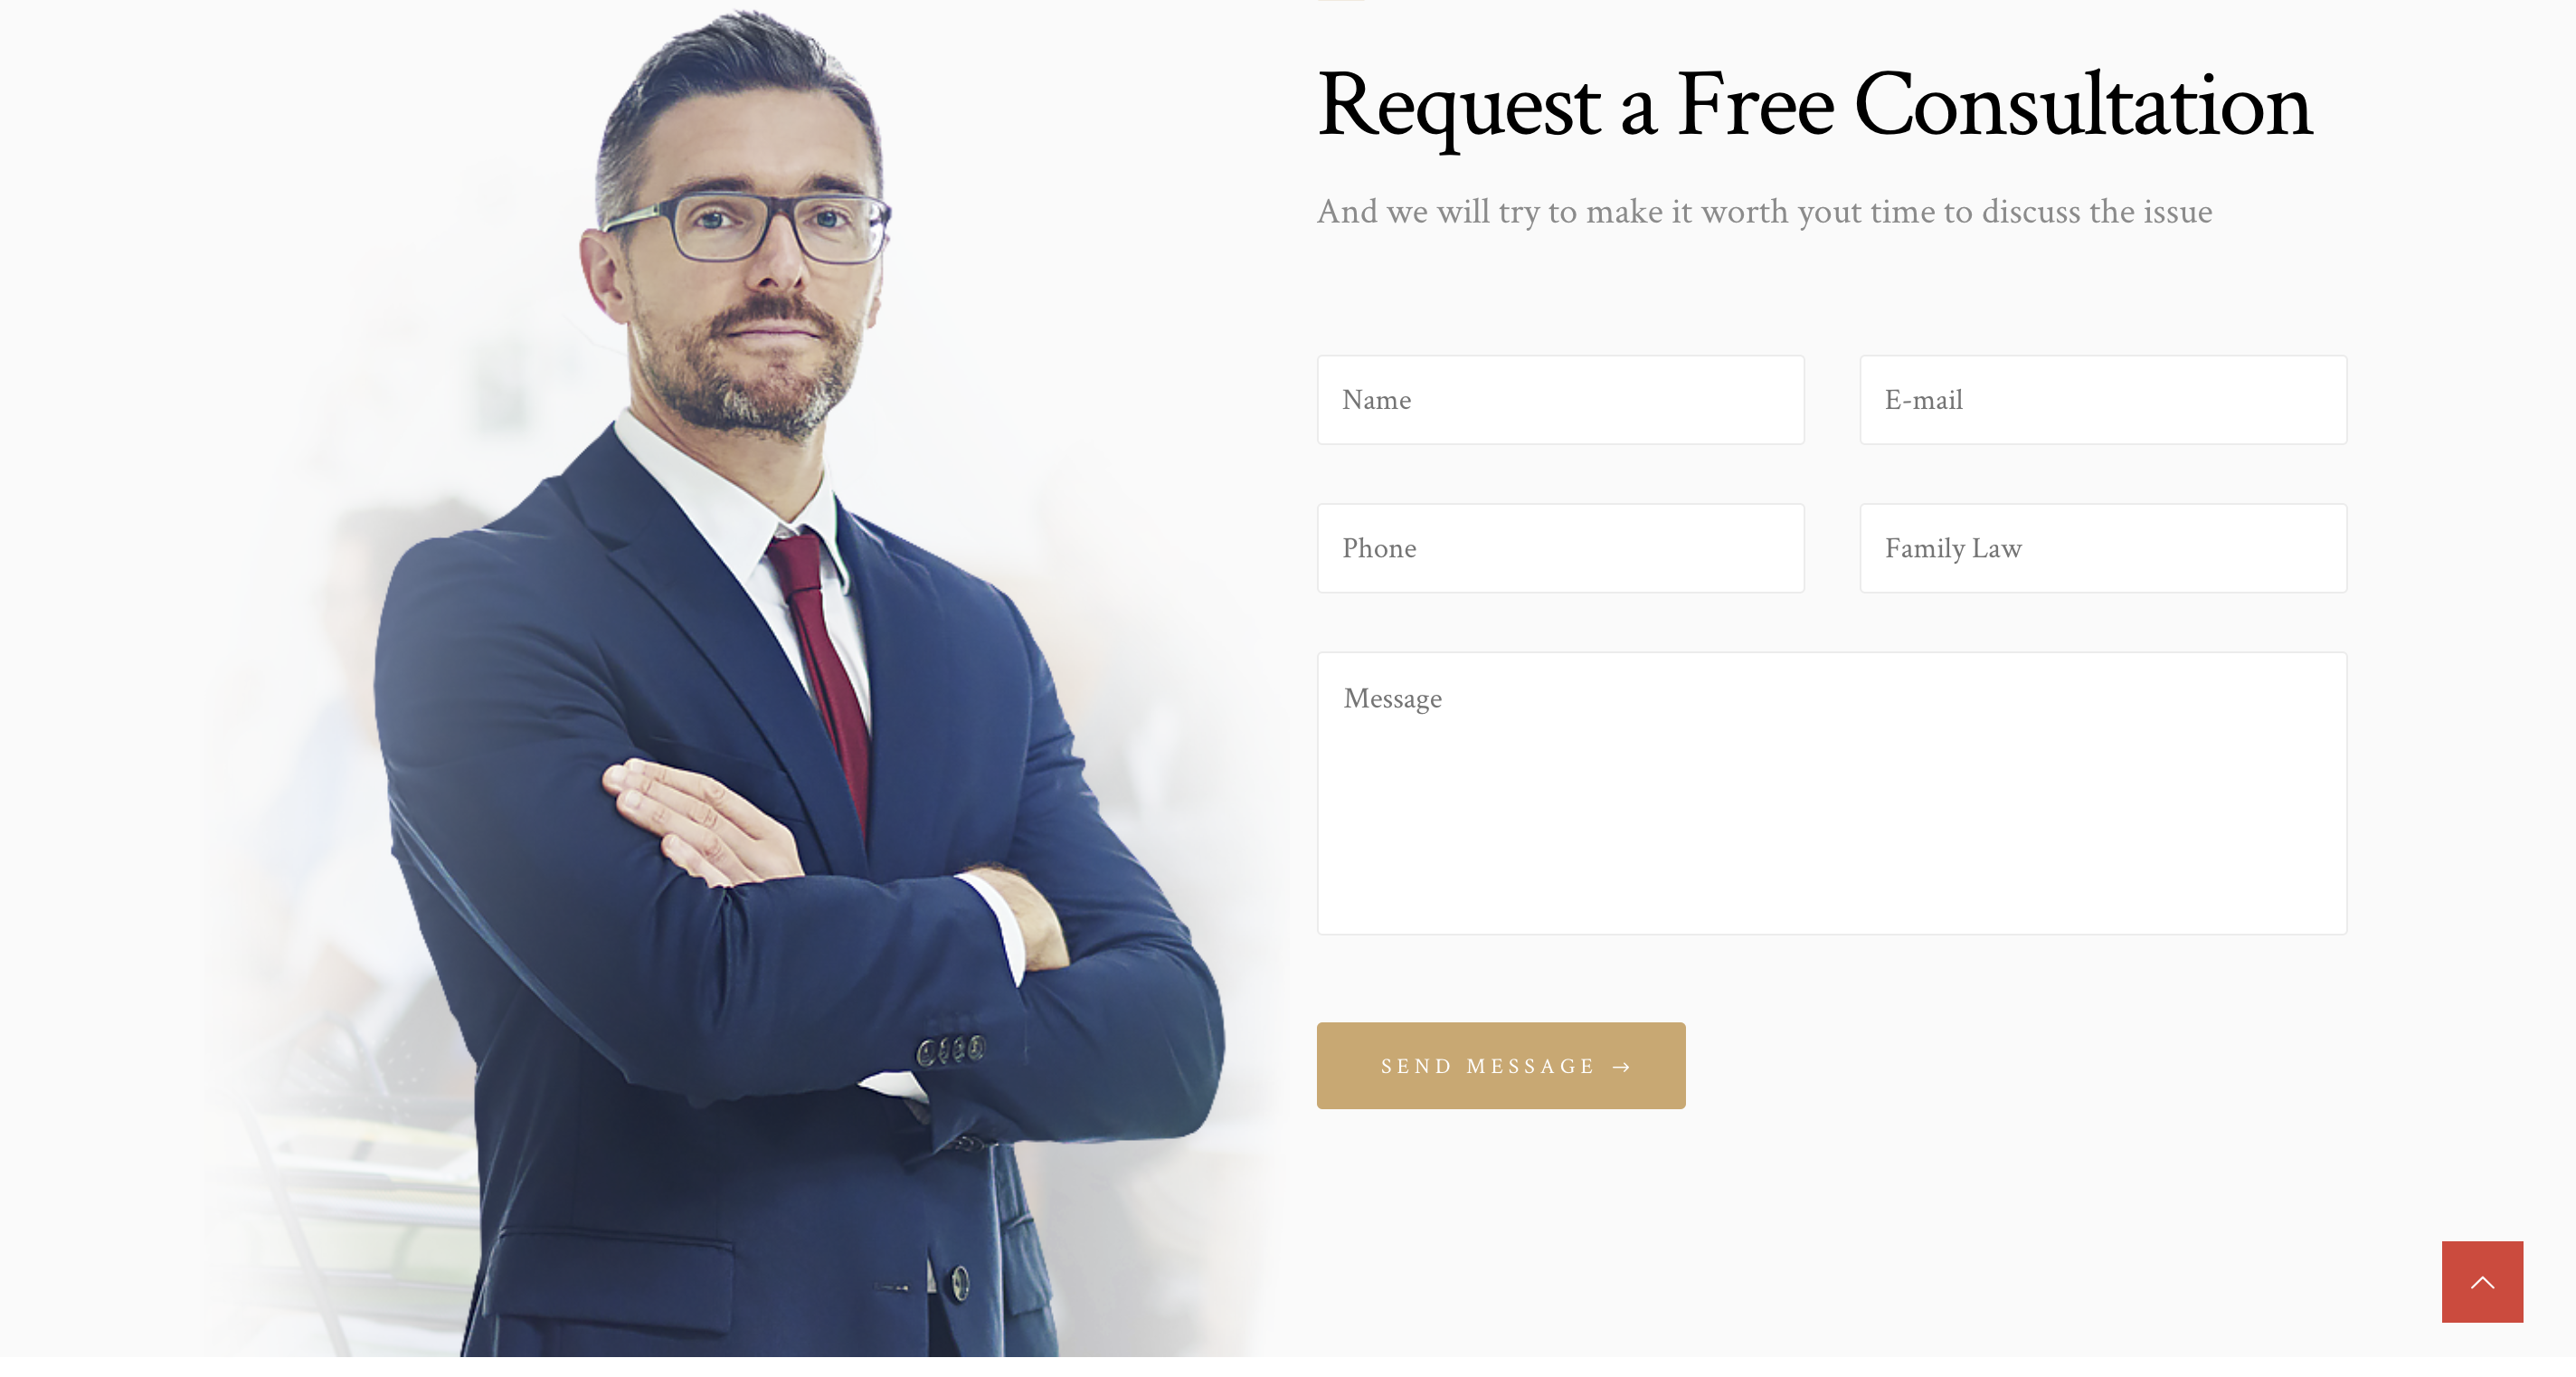 Request a Free Consultation
And we will try to make it worth yout time to discuss the issue
Name
E-mail
Phone
Family Law
Message
SEND MESSAGE →